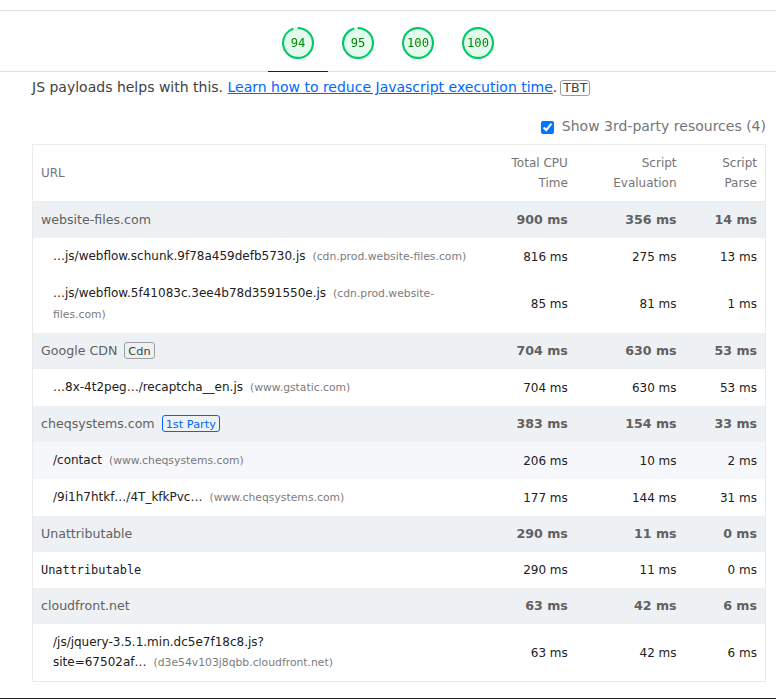 94 95 100 100
JS payloads helps with this. Learn how to reduce Javascript execution time. TBT
Show 3rd-party resources (4)
URL Total CPU Time Script Evaluation Script Parse
website-files.com 900 ms 356 ms 14 ms
…js/webflow.schunk.9f78a459defb5730.js (cdn.prod.website-files.com) 816 ms 275 ms 13 ms
…js/webflow.5f41083c.3ee4b78d3591550e.js (cdn.prod.website-
files.com) 85 ms 81 ms 1 ms
Google CDN Cdn 704 ms 630 ms 53 ms
…8x-4t2peg…/recaptcha__en.js (www.gstatic.com) 704 ms 630 ms 53 ms
cheqsystems.com 1st Party 383 ms 154 ms 33 ms
/contact (www.cheqsystems.com) 206 ms 10 ms 2 ms
/9i1h7htkf…/4T_kfkPvc… (www.cheqsystems.com) 177 ms 144 ms 31 ms
Unattributable 290 ms 11 ms 0 ms
Unattributable 290 ms 11 ms 0 ms
cloudfront.net 63 ms 42 ms 6 ms
/js/jquery-3.5.1.min.dc5e7f18c8.js?
site=67502af… (d3e54v103j8qbb.cloudfront.net) 63 ms 42 ms 6 ms